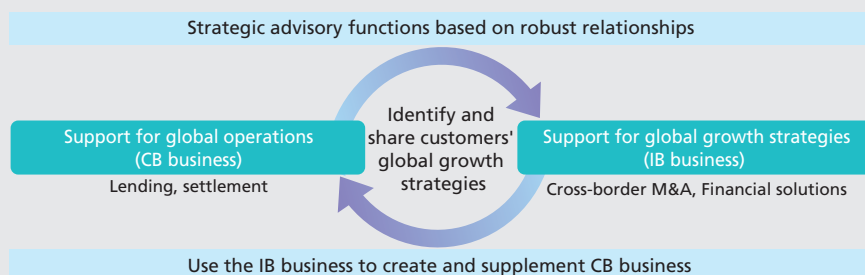 Strategic advisory functions based on robust relationships
Support for global operations
(CB business)
Lending, settlement
Identify and
share customers'
global growth
strategies
Support for global growth strategies
(IB business)
Cross-border M&A, Financial solutions
Use the IB business to create and supplement CB business